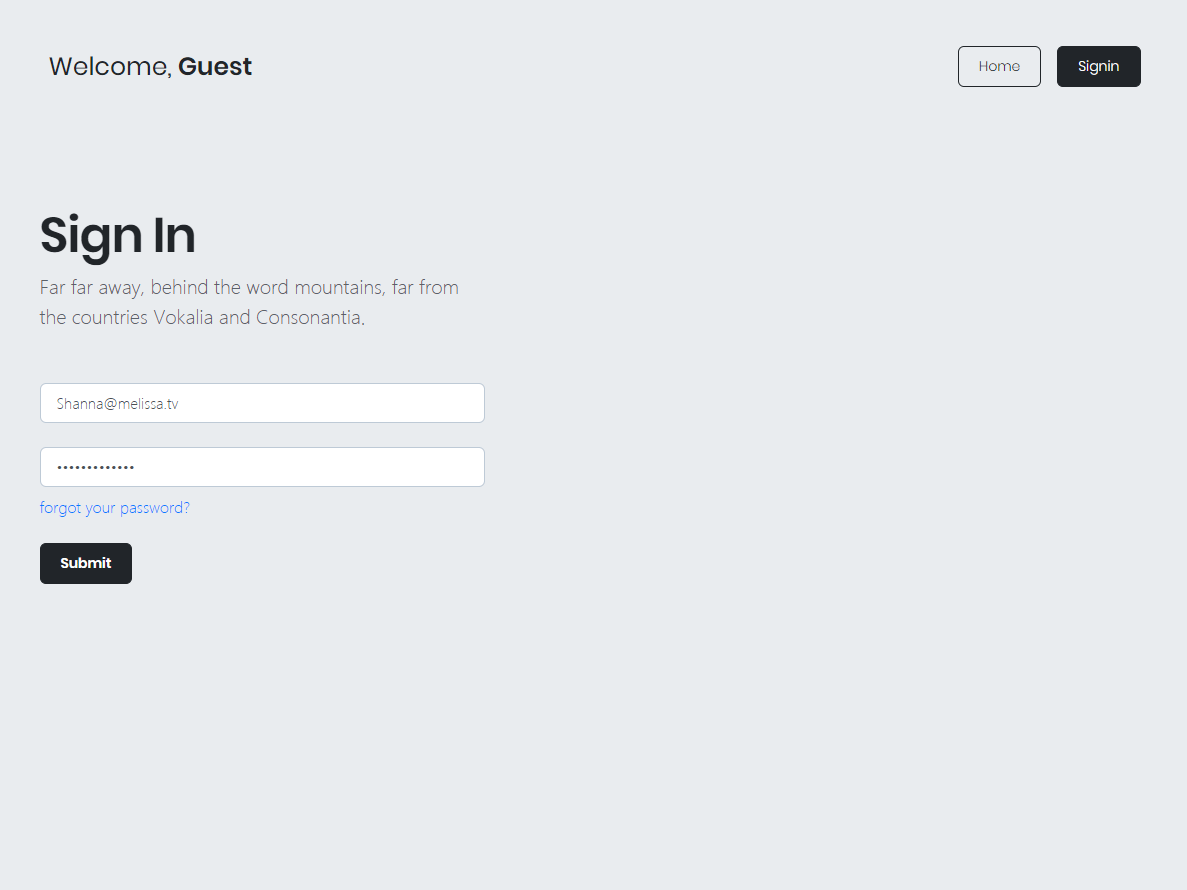 Welcome, Guest
Home
Signin
Sign In
Far far away, behind the word mountains, far from
the countries Vokalia and Consonantia.
Shanna@melissa.tv
•••••••••••••
forgot your password?
Submit